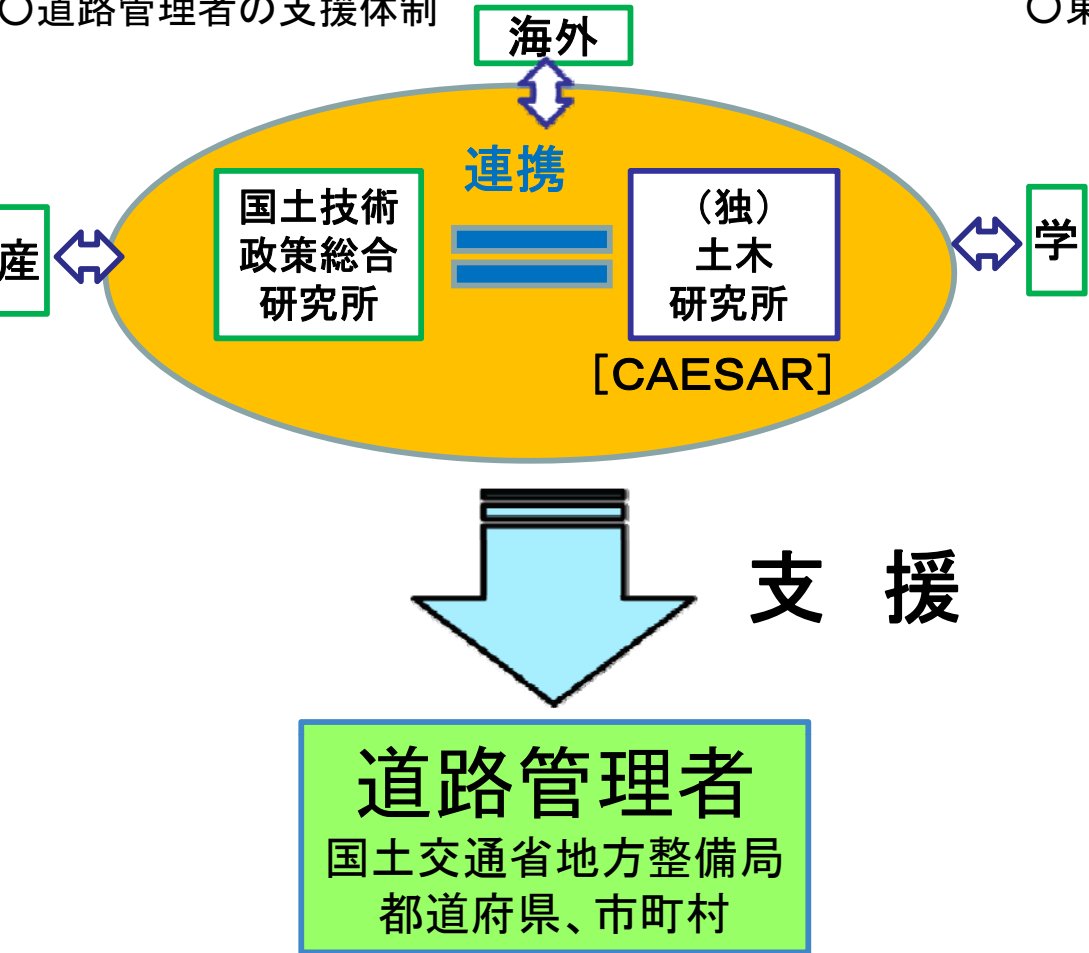 ○道路管理者の支援体制
○東
海外
連携
国土技術
政策総合
研究所
（独）
土木
研究所
[CAESAR]
産
学
支 援
道路管理者
国土交通省地方整備局
都道府県、市町村